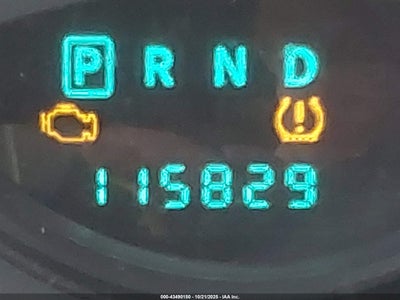 P R N D
115829
000-43490150 - 10/21/2025 - IAA Inc.